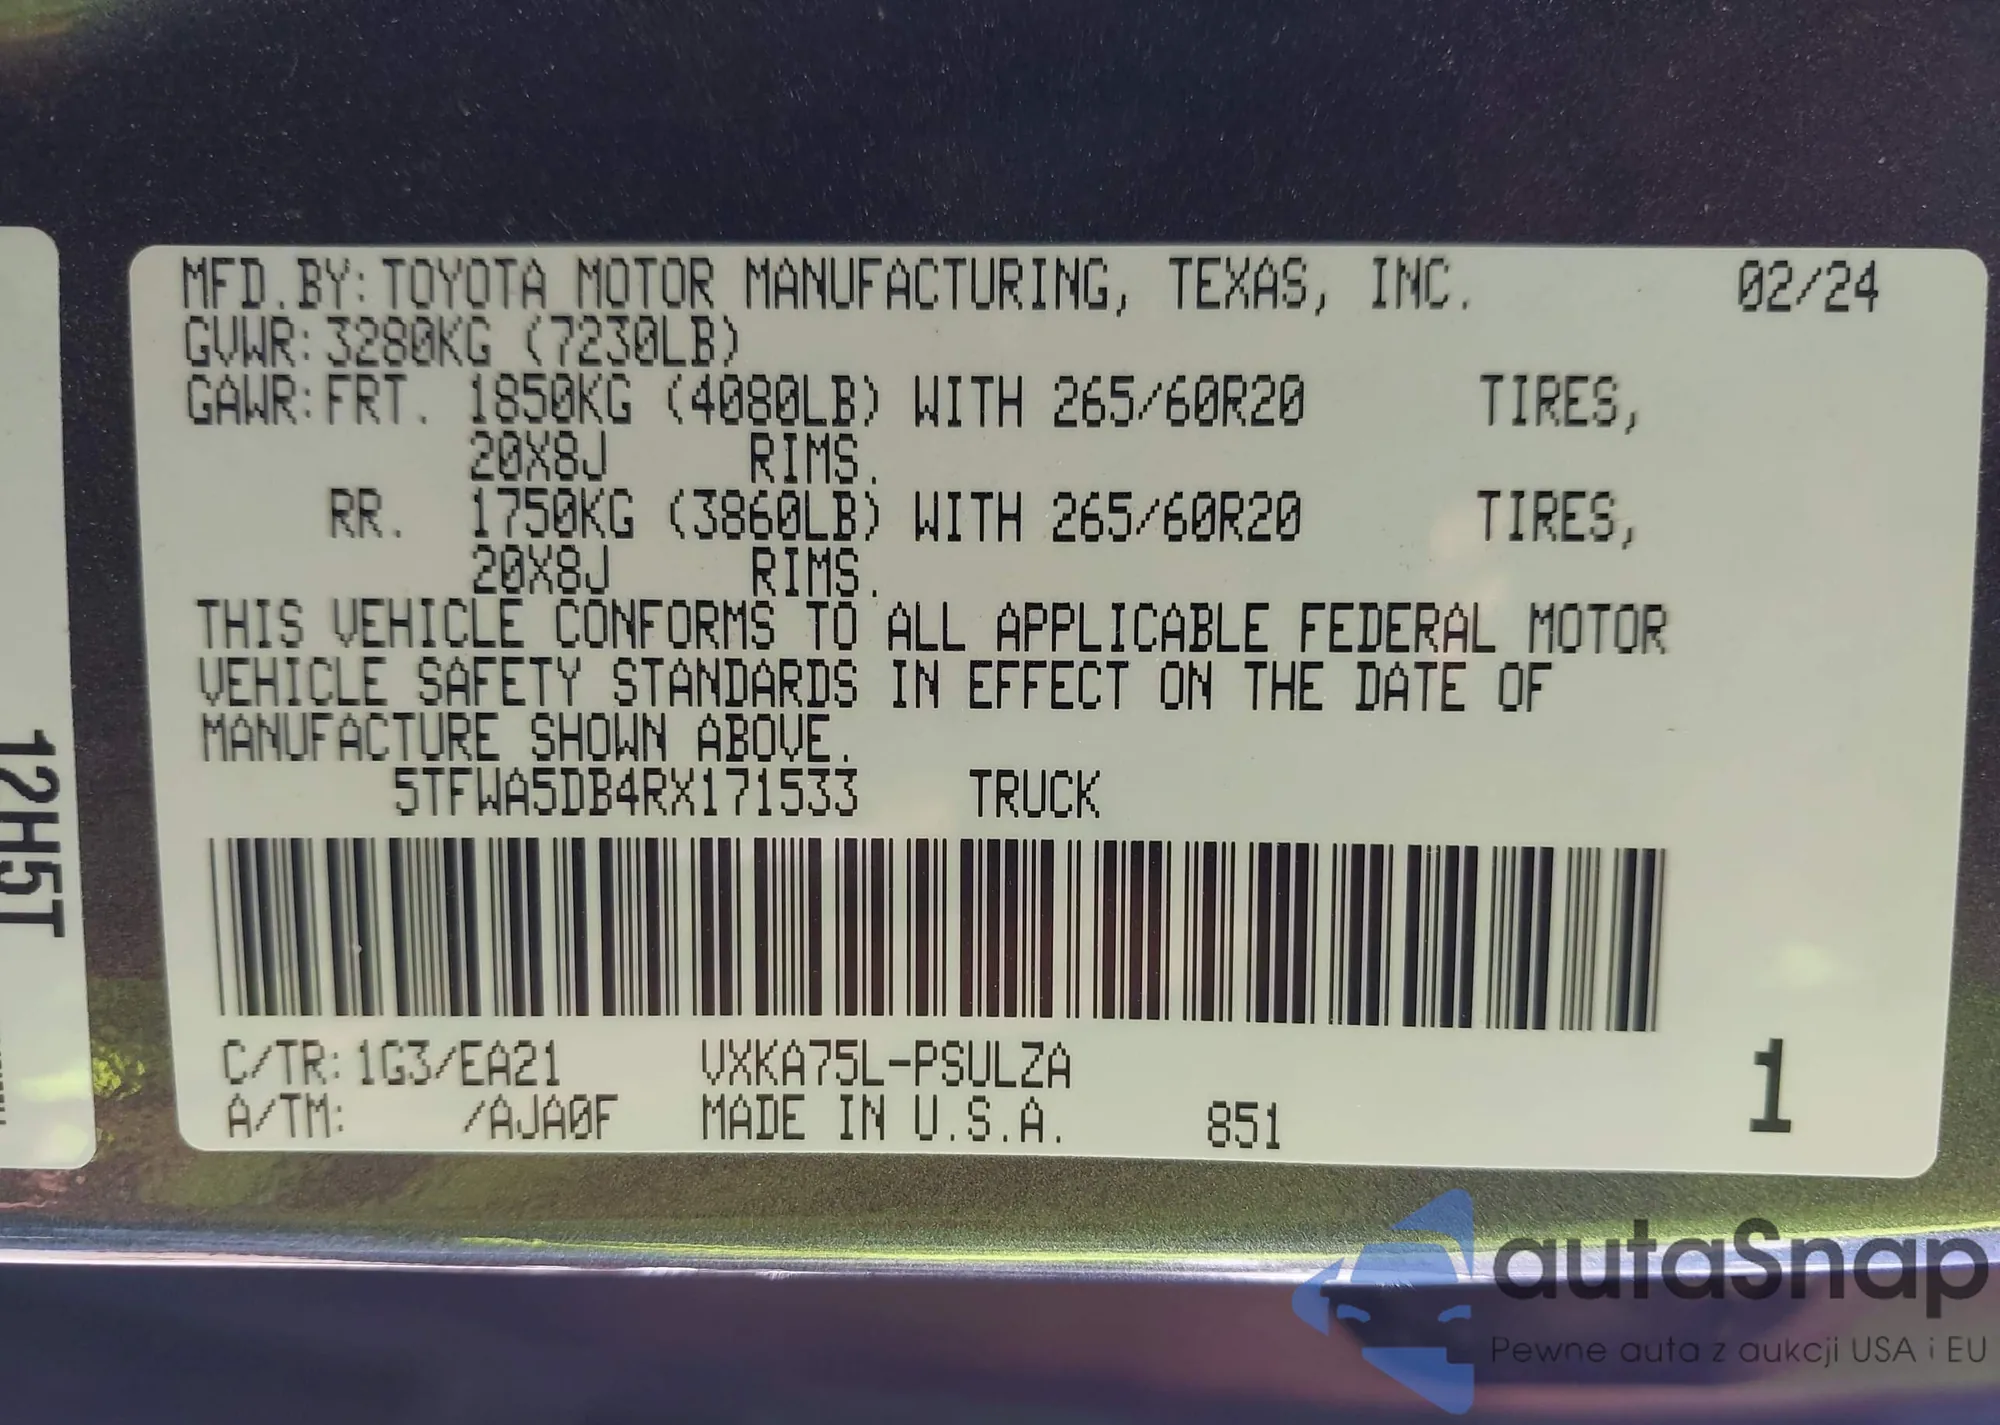 MFD.BY:TOYOTA MOTOR MANUFACTURING, TEXAS, INC. 02/24
GVWR:3280KG (7230LB)
GAWR:FRT. 1850KG (4080LB) WITH 265/60R20 TIRES,
20X8J RIMS.
RR. 1750KG (3860LB) WITH 265/60R20 TIRES,
20X8J RIMS.
THIS VEHICLE CONFORMS TO ALL APPLICABLE FEDERAL MOTOR
VEHICLE SAFETY STANDARDS IN EFFECT ON THE DATE OF
MANUFACTURE SHOWN ABOVE.
5TFWA5DB4RX171533 TRUCK
C/TR:1G3/EA21 VXKA75L-PSULZA
A/TM: /AJA0F MADE IN U.S.A. 851 1
12H5T
autaSnap
Pewne auta z aukcji USA i EU